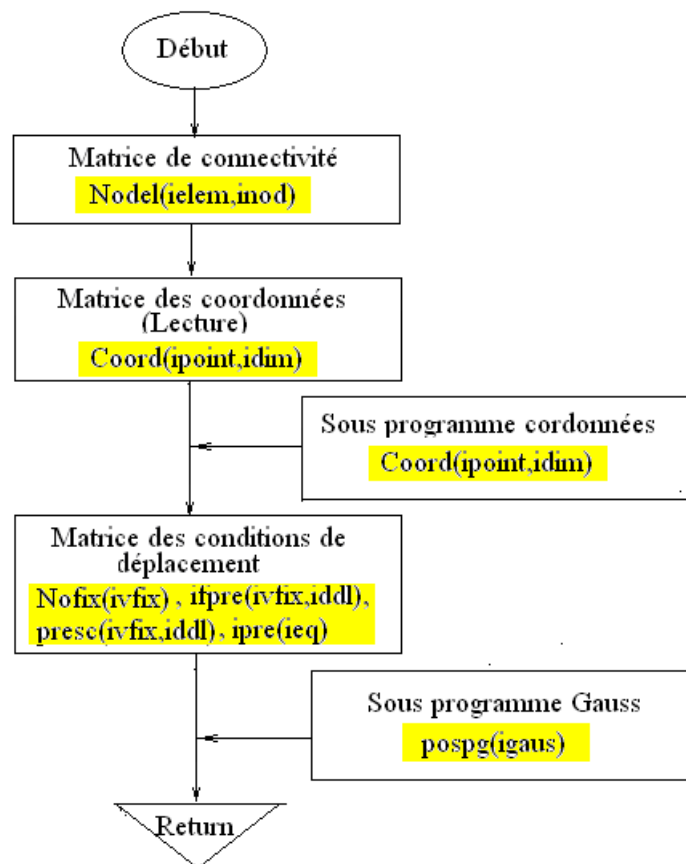 Début
Matrice de connectivité
Nodel(ielem,inod)
Matrice des coordonnées
(Lecture)
Coord(ipoint,idim)
Sous programme cordonnées
Coord(ipoint,idim)
Matrice des conditions de
déplacement
Nofix(ivfix) , ifpre(ivfix,iddl),
presc(ivfix,iddl), ipre(ieq)
Sous programme Gauss
pospg(igaus)
Return